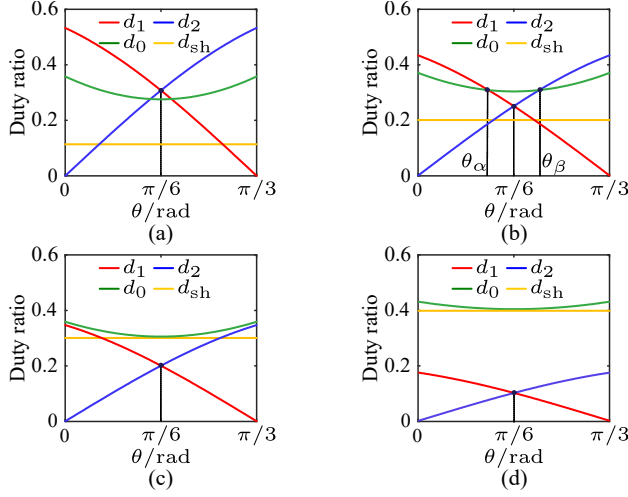 0.6
0.4
0.2
0
Duty ratio
d1 d2
d0 dsh
0 π/6 π/3
θ/rad
(a)
0.6
0.4
0.2
0
Duty ratio
d1 d2
d0 dsh
θα θβ
0 π/6 π/3
θ/rad
(b)
0.6
0.4
0.2
0
Duty ratio
d1 d2
d0 dsh
0 π/6 π/3
θ/rad
(c)
0.6
0.4
0.2
0
Duty ratio
d1 d2
d0 dsh
0 π/6 π/3
θ/rad
(d)